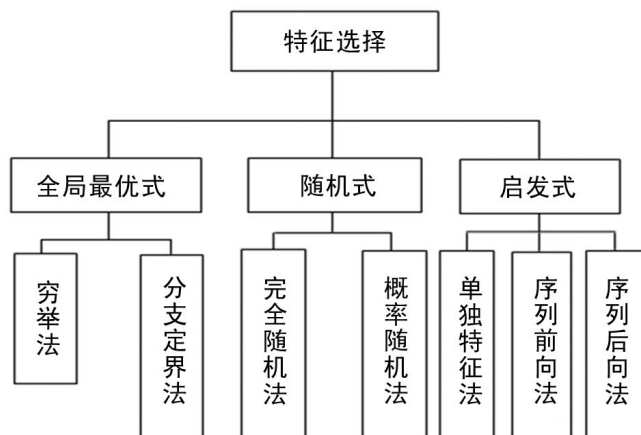 特征选择
全局最优式
随机式
启发式
穷举法
分支定界法
完全随机法
概率随机法
单独特征法
序列前向法
序列后向法